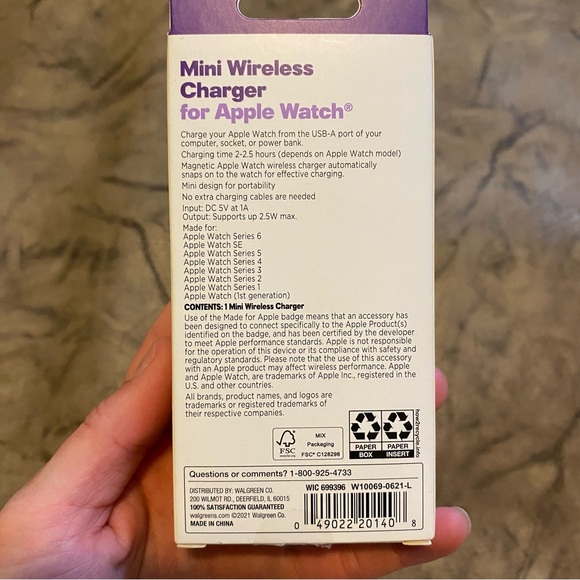 Mini Wireless
Charger
for Apple Watch®
Charge your Apple Watch from the USB-A port of your
computer, socket, or power bank.
Charging time 2-2.5 hours (depends on Apple Watch model)
Magnetic Apple Watch wireless charger automatically
snaps on to the watch for effective charging.
Mini design for portability
No extra charging cables are needed
Input: DC 5V at 1A
Output: Supports up 2.5W max.
Made for:
Apple Watch Series 6
Apple Watch SE
Apple Watch Series 5
Apple Watch Series 4
Apple Watch Series 3
Apple Watch Series 2
Apple Watch Series 1
Apple Watch (1st generation)
CONTENTS: 1 Mini Wireless Charger
Use of the Made for Apple badge means that an accessory has
been designed to connect specifically to the Apple Product(s)
identified on the badge, and has been certified by the developer
to meet Apple performance standards. Apple is not responsible
for the operation of this device or its compliance with safety and
regulatory standards. Please note that the use of this accessory
with an Apple product may affect wireless performance. Apple
and Apple Watch, are trademarks of Apple Inc., registered in the
U.S. and other countries.
All brands, product names, and logos are
trademarks or registered trademarks of
their respective companies.
FSC
www.fsc.org
MIX
Packaging
FSC® C128298
PAPER
BOX
PAPER
INSERT
how2recycle.info
Questions or comments? 1-800-925-4733
DISTRIBUTED BY: WALGREEN CO.
200 WILMOT RD., DEERFIELD, IL 60015
100% SATISFACTION GUARANTEED
walgreens.com ©2021 Walgreen Co.
MADE IN CHINA
WIC 699396 W10069-0621-L
0 49022 20140 8